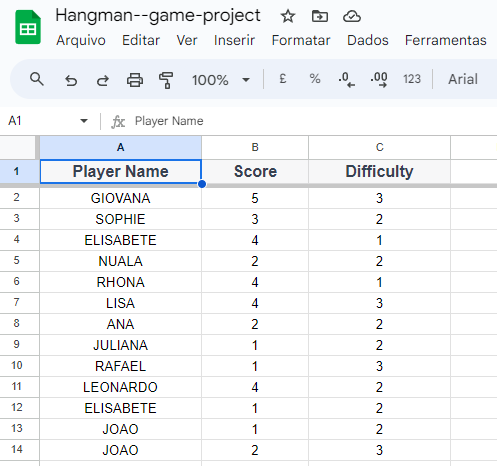 Hangman--game-project
Arquivo Editar Ver Inserir Formatar Dados Ferramentas
100% £ % .0 .00 123 Arial
A1 fx Player Name
A B C
1 Player Name Score Difficulty
2 GIOVANA 5 3
3 SOPHIE 3 2
4 ELISABETE 4 1
5 NUALA 2 2
6 RHONA 4 1
7 LISA 4 3
8 ANA 2 2
9 JULIANA 1 2
10 RAFAEL 1 3
11 LEONARDO 4 2
12 ELISABETE 1 2
13 JOAO 1 2
14 JOAO 2 3